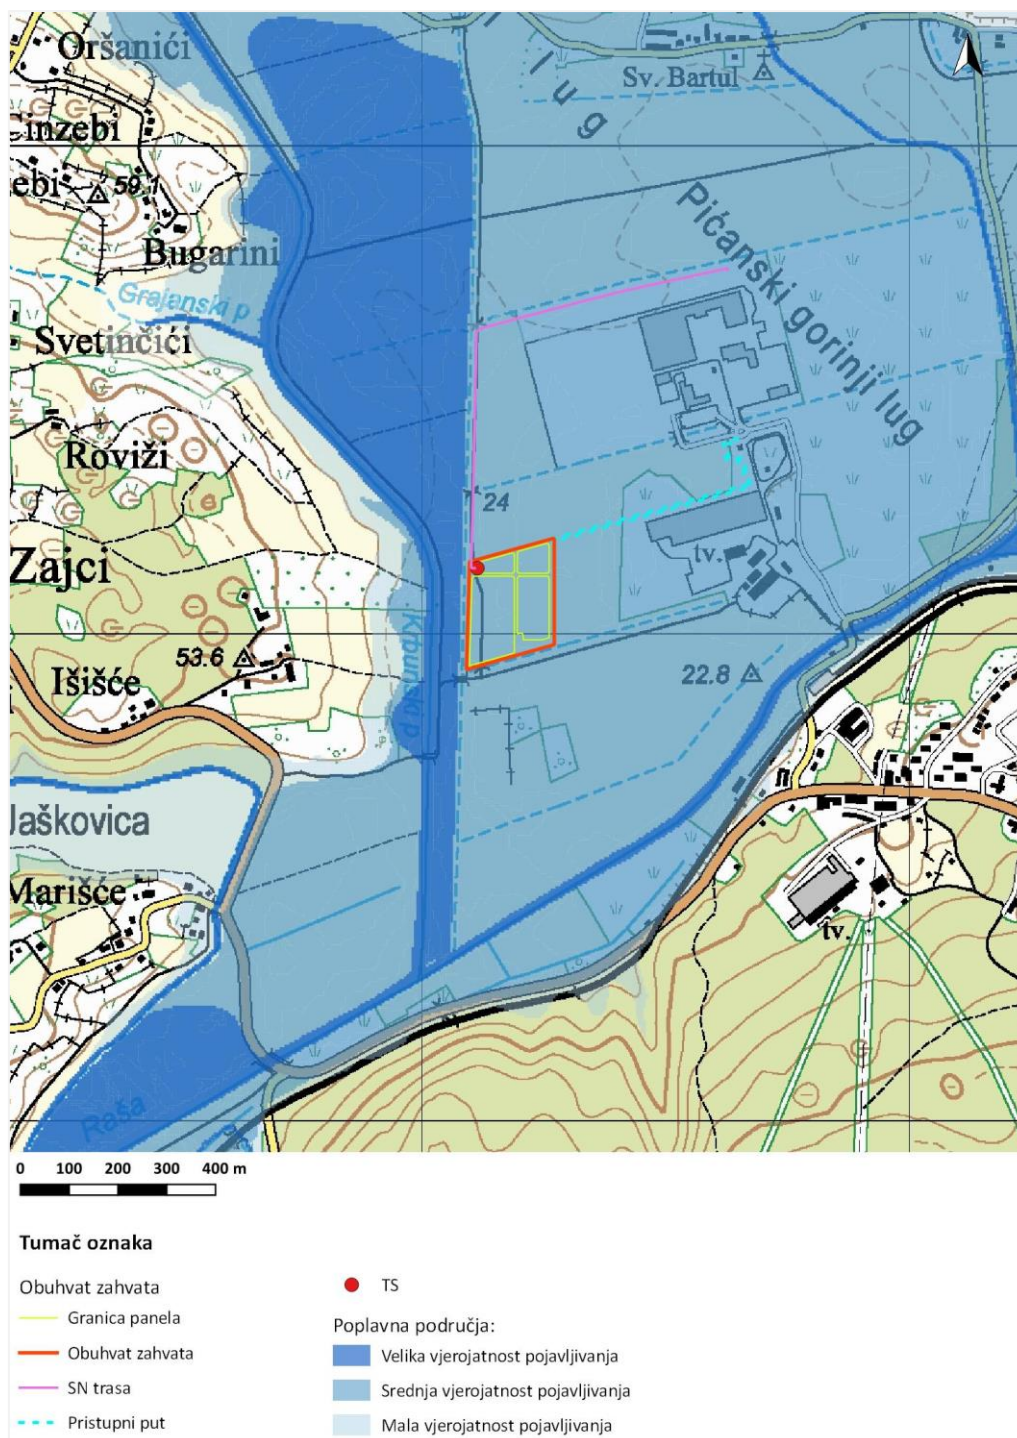 Oršanići
lug
Sv. Bartul
Cinzebi
59.1
Bugarini
Pićanski gorinji lug
Grajanski p
Svetinčići
Roviži
24
Zajci
tv.
Krbunski p
53.6
22.8
Išišće
Jaškovica
Marišće
tv.
Raša
0 100 200 300 400 m
Tumač oznaka
Obuhvat zahvata
Granica panela
Obuhvat zahvata
SN trasa
Pristupni put
TS
Poplavna područja:
Velika vjerojatnost pojavljivanja
Srednja vjerojatnost pojavljivanja
Mala vjerojatnost pojavljivanja